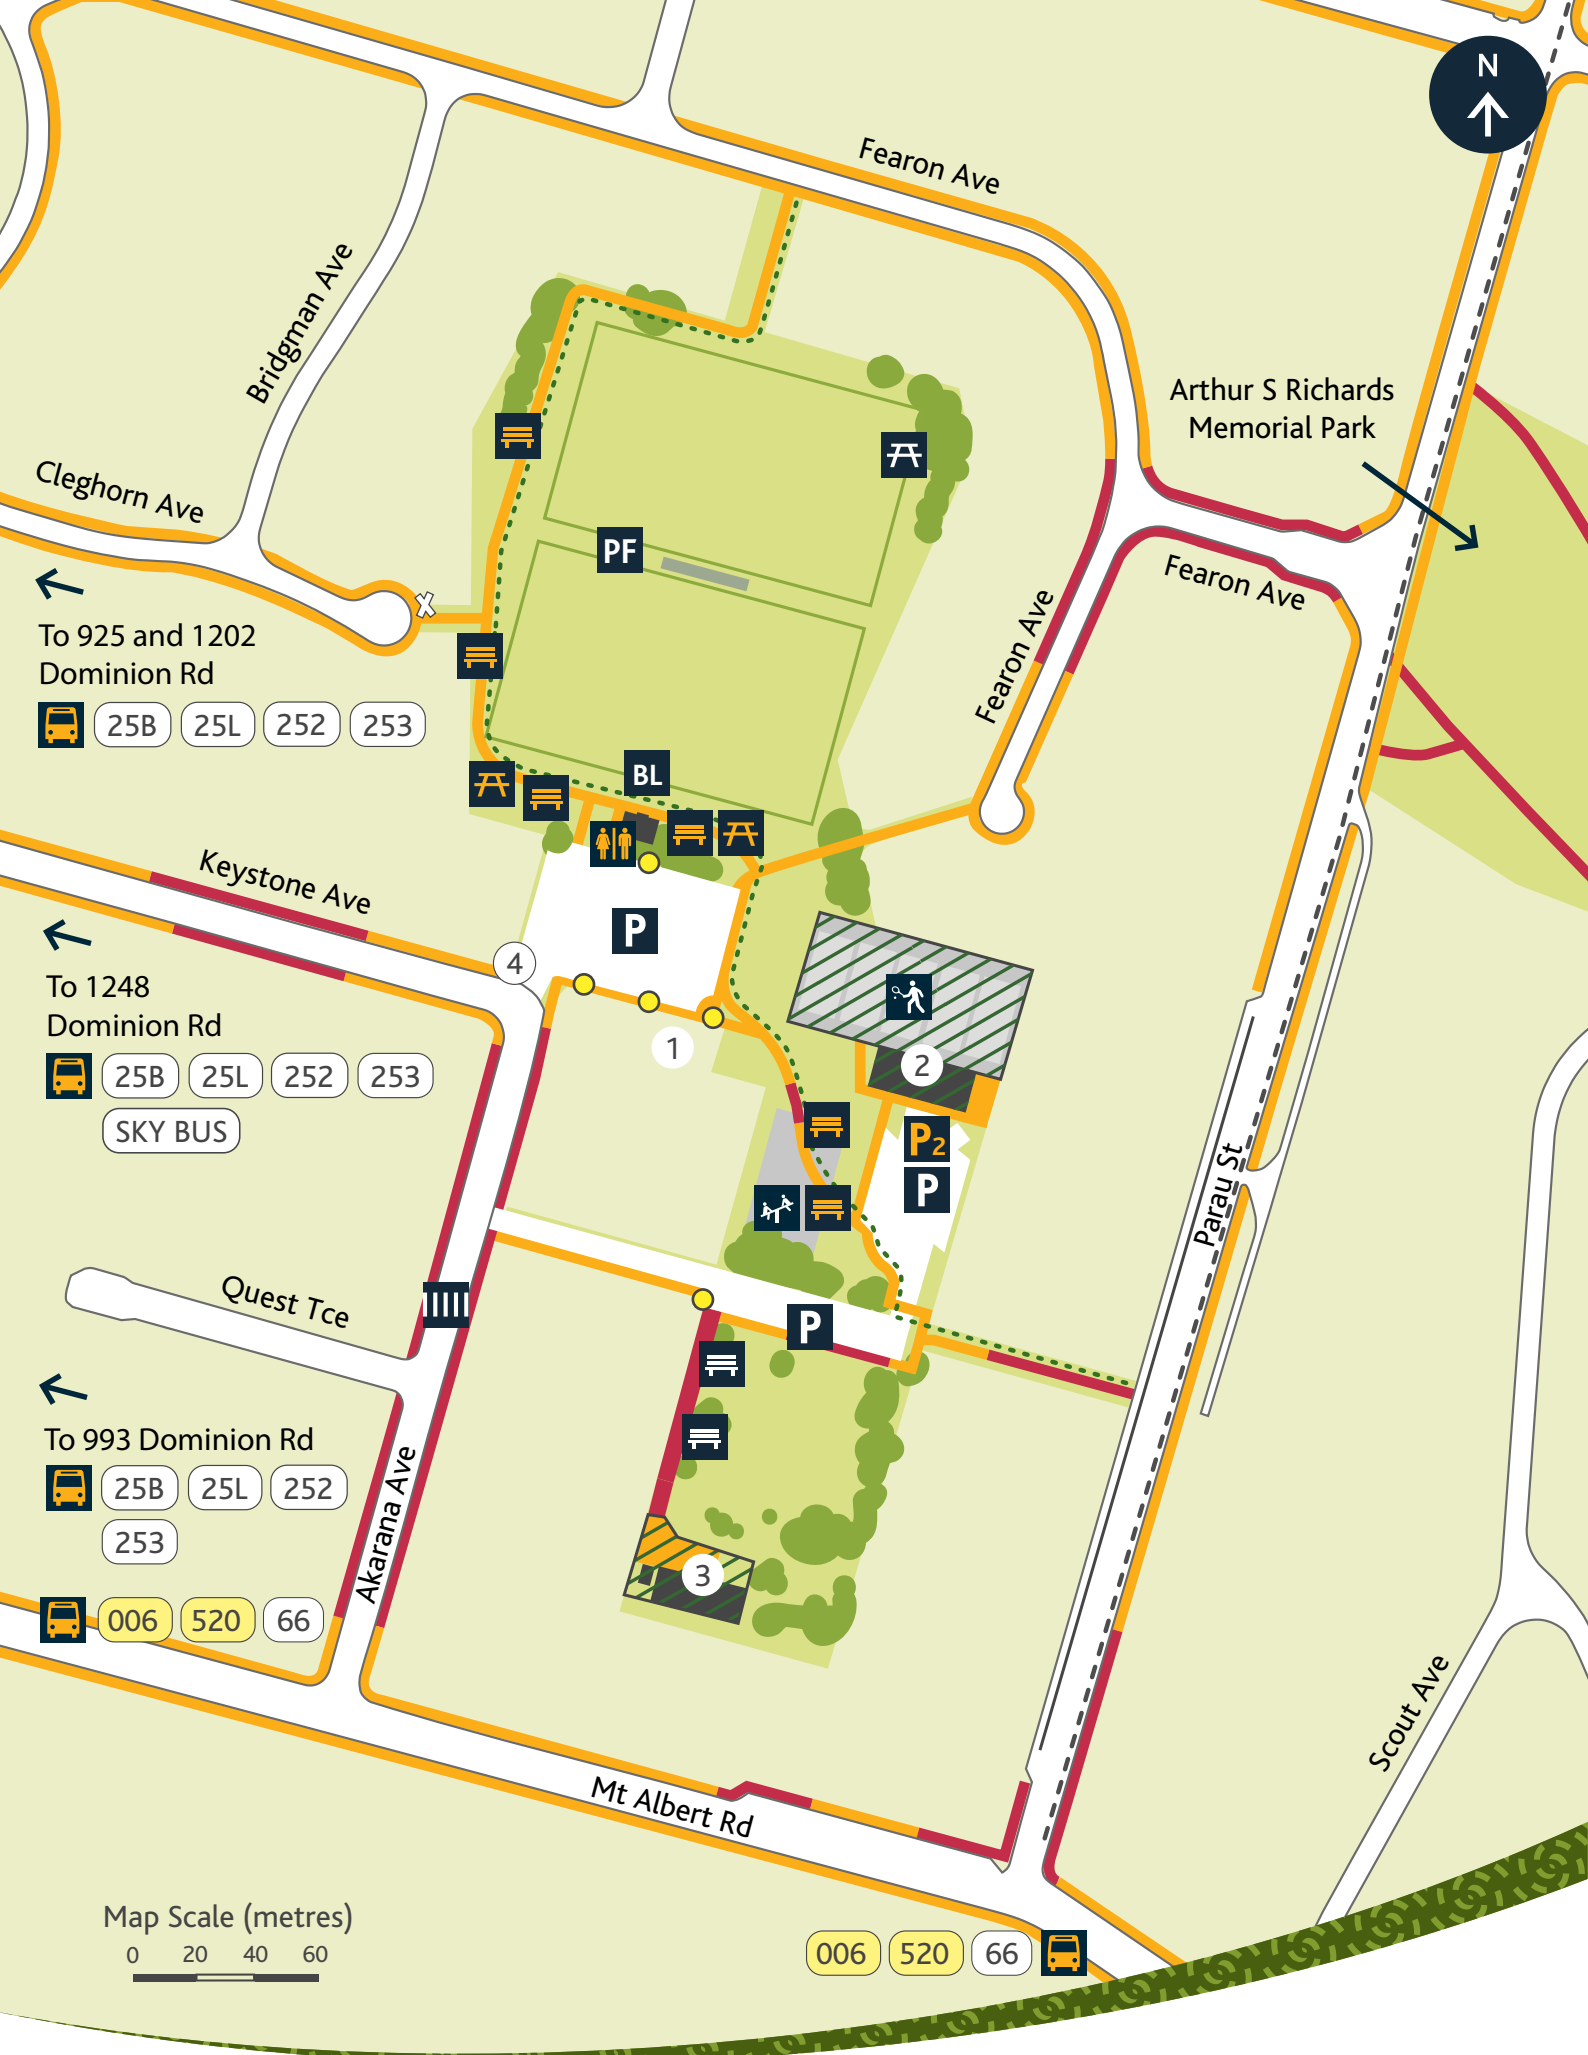 N
Fearon Ave
Bridgman Ave
Arthur S Richards
Memorial Park
Cleghorn Ave
PF
Fearon Ave
Fearon Ave
To 925 and 1202
Dominion Rd
25B 25L 252 253
BL
Keystone Ave
P
4
To 1248
Dominion Rd
25B 25L 252 253
SKY BUS
1
2
P2
P
Parau St
Quest Tce
P
To 993 Dominion Rd
25B 25L 252
253
Akarana Ave
3
006 520 66
Scout Ave
Mt Albert Rd
Map Scale (metres)
0 20 40 60
006 520 66